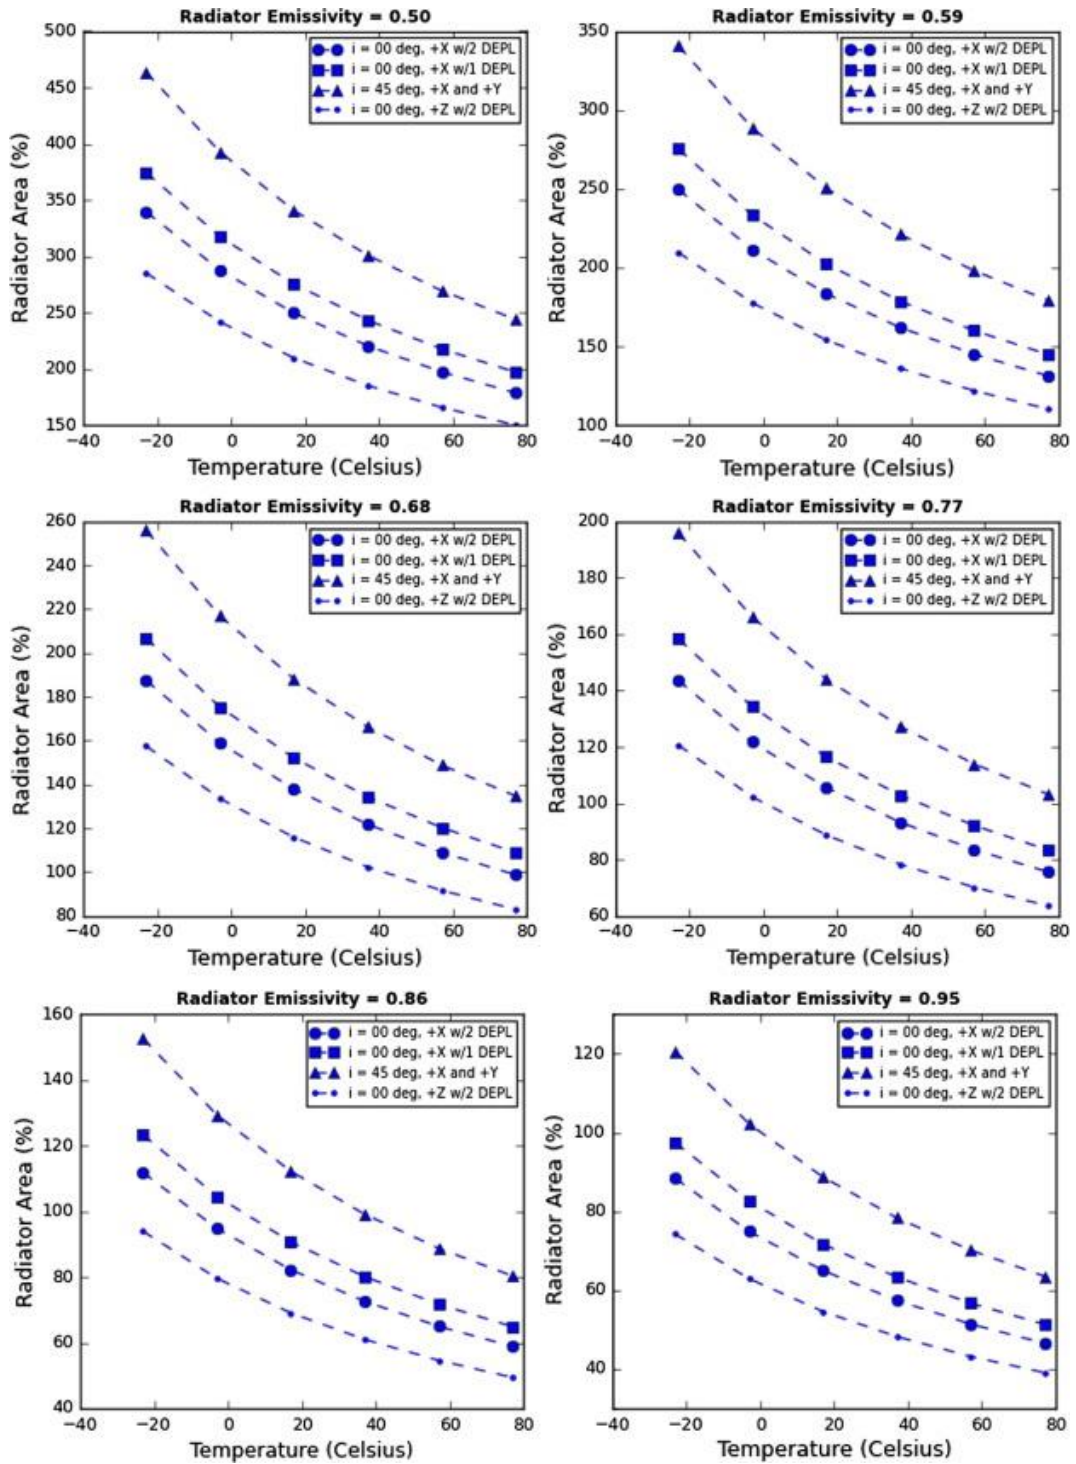 Radiator Emissivity = 0.50
500
450
400
350
300
250
200
150
Radiator Area (%)
i = 00 deg, +X w/2 DEPL
i = 00 deg, +X w/1 DEPL
i = 45 deg, +X and +Y
i = 00 deg, +Z w/2 DEPL
−40 −20 0 20 40 60 80
Temperature (Celsius)
Radiator Emissivity = 0.59
350
300
250
200
150
100
Radiator Area (%)
i = 00 deg, +X w/2 DEPL
i = 00 deg, +X w/1 DEPL
i = 45 deg, +X and +Y
i = 00 deg, +Z w/2 DEPL
−40 −20 0 20 40 60 80
Temperature (Celsius)
Radiator Emissivity = 0.68
260
240
220
200
180
160
140
120
100
80
Radiator Area (%)
i = 00 deg, +X w/2 DEPL
i = 00 deg, +X w/1 DEPL
i = 45 deg, +X and +Y
i = 00 deg, +Z w/2 DEPL
−40 −20 0 20 40 60 80
Temperature (Celsius)
Radiator Emissivity = 0.77
200
180
160
140
120
100
80
60
Radiator Area (%)
i = 00 deg, +X w/2 DEPL
i = 00 deg, +X w/1 DEPL
i = 45 deg, +X and +Y
i = 00 deg, +Z w/2 DEPL
−40 −20 0 20 40 60 80
Temperature (Celsius)
Radiator Emissivity = 0.86
160
140
120
100
80
60
40
Radiator Area (%)
i = 00 deg, +X w/2 DEPL
i = 00 deg, +X w/1 DEPL
i = 45 deg, +X and +Y
i = 00 deg, +Z w/2 DEPL
−40 −20 0 20 40 60 80
Temperature (Celsius)
Radiator Emissivity = 0.95
120
100
80
60
40
Radiator Area (%)
i = 00 deg, +X w/2 DEPL
i = 00 deg, +X w/1 DEPL
i = 45 deg, +X and +Y
i = 00 deg, +Z w/2 DEPL
−40 −20 0 20 40 60 80
Temperature (Celsius)